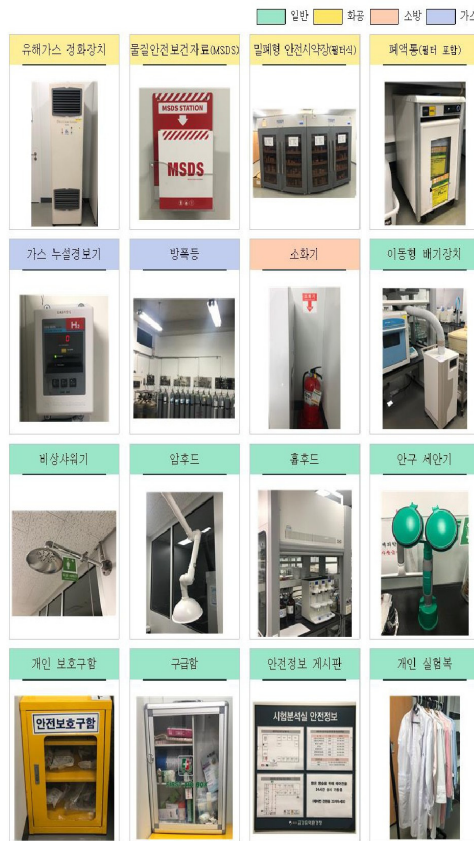 일반 화공 소방 가스
유해가스 정화장치
물질안전보건자료(MSDS)
밀폐형 안전시약장(필터식)
폐액통(필터 포함)
MSDS STATION
MSDS
가스 누설경보기
방폭등
소화기
이동형 배기장치
H₂
0
비상샤워기
암후드
흄후드
안구 세안기
개인 보호구함
구급함
안전정보 게시판
개인 실험복
안전보호구함
시험분석실 안전정보